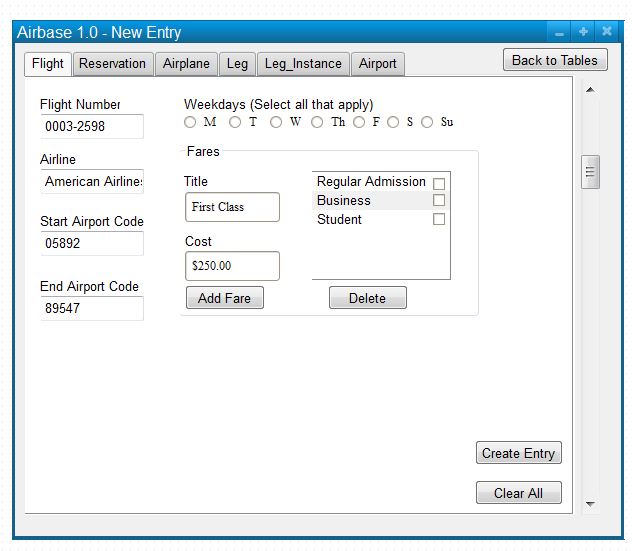 Airbase 1.0 - New Entry
Flight Reservation Airplane Leg Leg_Instance Airport Back to Tables
Flight Number
0003-2598
Airline
American Airline
Start Airport Code
05892
End Airport Code
89547
Weekdays (Select all that apply)
M T W Th F S Su
Fares
Title
First Class
Cost
$250.00
Add Fare
Regular Admission
Business
Student
Delete
Create Entry
Clear All